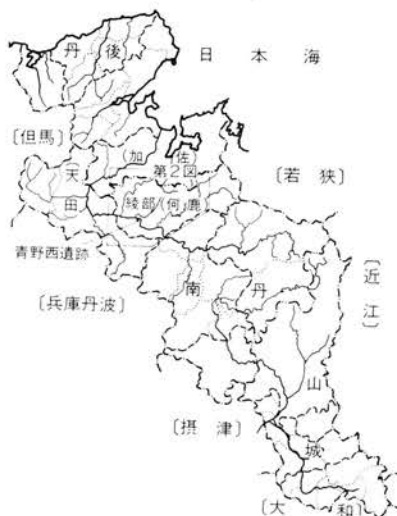 丹後
日本海
〔但馬〕
(加佐)
第2図
〔若狭〕
天田
綾部(何鹿)
青野西遺跡
〔近江〕
南丹
〔兵庫丹波〕
山城
〔摂津〕
〔大和〕